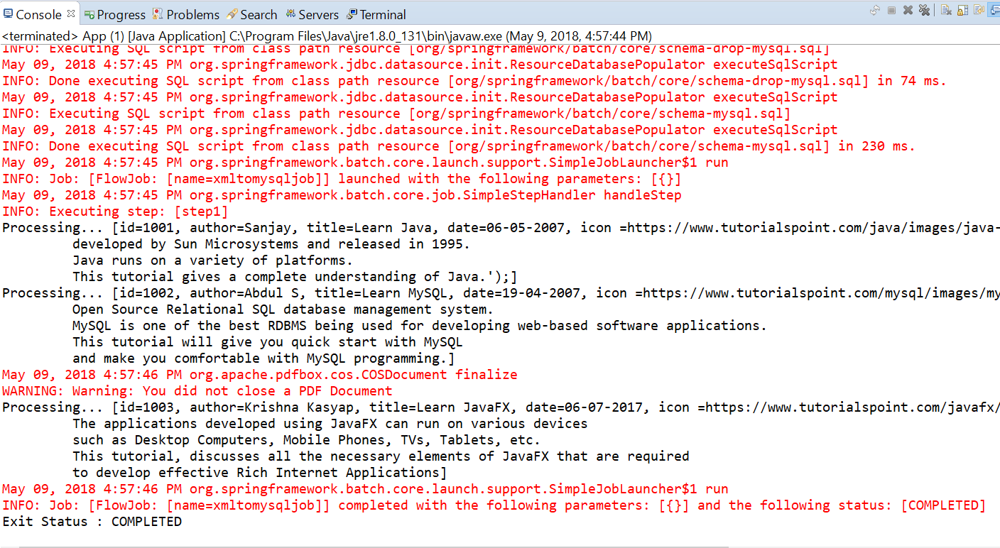 Console Progress Problems Search Servers Terminal
<terminated> App (1) [Java Application] C:\Program Files\Java\jre1.8.0_131\bin\javaw.exe (May 9, 2018, 4:57:44 PM)
INFO: Executing SQL script from class path resource [org/springframework/batch/core/schema-drop-mysql.sql]
May 09, 2018 4:57:45 PM org.springframework.jdbc.datasource.init.ResourceDatabasePopulator executeSqlScript
INFO: Done executing SQL script from class path resource [org/springframework/batch/core/schema-drop-mysql.sql] in 74 ms.
May 09, 2018 4:57:45 PM org.springframework.jdbc.datasource.init.ResourceDatabasePopulator executeSqlScript
INFO: Executing SQL script from class path resource [org/springframework/batch/core/schema-mysql.sql]
May 09, 2018 4:57:45 PM org.springframework.jdbc.datasource.init.ResourceDatabasePopulator executeSqlScript
INFO: Done executing SQL script from class path resource [org/springframework/batch/core/schema-mysql.sql] in 230 ms.
May 09, 2018 4:57:45 PM org.springframework.batch.core.launch.support.SimpleJobLauncher$1 run
INFO: Job: [FlowJob: [name=xmltomysqljob]] launched with the following parameters: [{}]
May 09, 2018 4:57:45 PM org.springframework.batch.core.job.SimpleStepHandler handleStep
INFO: Executing step: [step1]
Processing... [id=1001, author=Sanjay, title=Learn Java, date=06-05-2007, icon =https://www.tutorialspoint.com/java/images/java-
developed by Sun Microsystems and released in 1995.
Java runs on a variety of platforms.
This tutorial gives a complete understanding of Java.');]
Processing... [id=1002, author=Abdul S, title=Learn MySQL, date=19-04-2007, icon =https://www.tutorialspoint.com/mysql/images/my
Open Source Relational SQL database management system.
MySQL is one of the best RDBMS being used for developing web-based software applications.
This tutorial will give you quick start with MySQL
and make you comfortable with MySQL programming.]
May 09, 2018 4:57:46 PM org.apache.pdfbox.cos.COSDocument finalize
WARNING: Warning: You did not close a PDF Document
Processing... [id=1003, author=Krishna Kasyap, title=Learn JavaFX, date=06-07-2017, icon =https://www.tutorialspoint.com/javafx/
The applications developed using JavaFX can run on various devices
such as Desktop Computers, Mobile Phones, TVs, Tablets, etc.
This tutorial, discusses all the necessary elements of JavaFX that are required
to develop effective Rich Internet Applications]
May 09, 2018 4:57:46 PM org.springframework.batch.core.launch.support.SimpleJobLauncher$1 run
INFO: Job: [FlowJob: [name=xmltomysqljob]] completed with the following parameters: [{}] and the following status: [COMPLETED]
Exit Status : COMPLETED